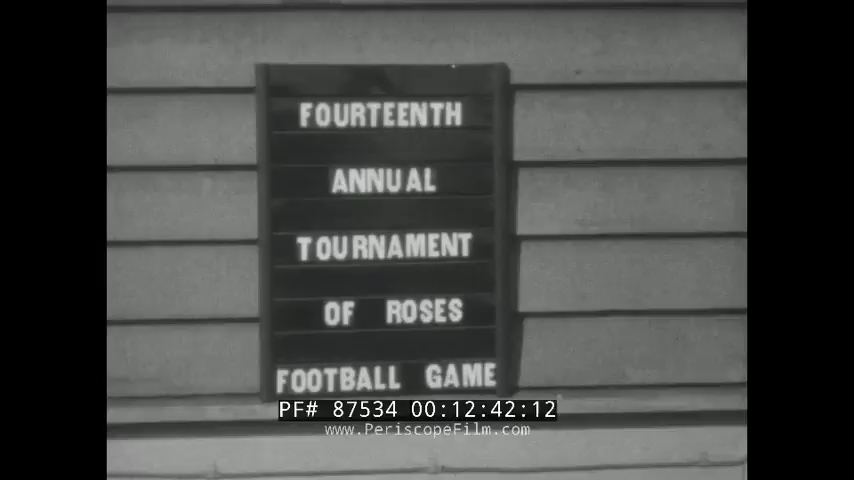 FOURTEENTH
ANNUAL
TOURNAMENT
OF ROSES
FOOTBALL GAME
PF# 87534 00:12:42:12
www.PeriscopeFilm.com